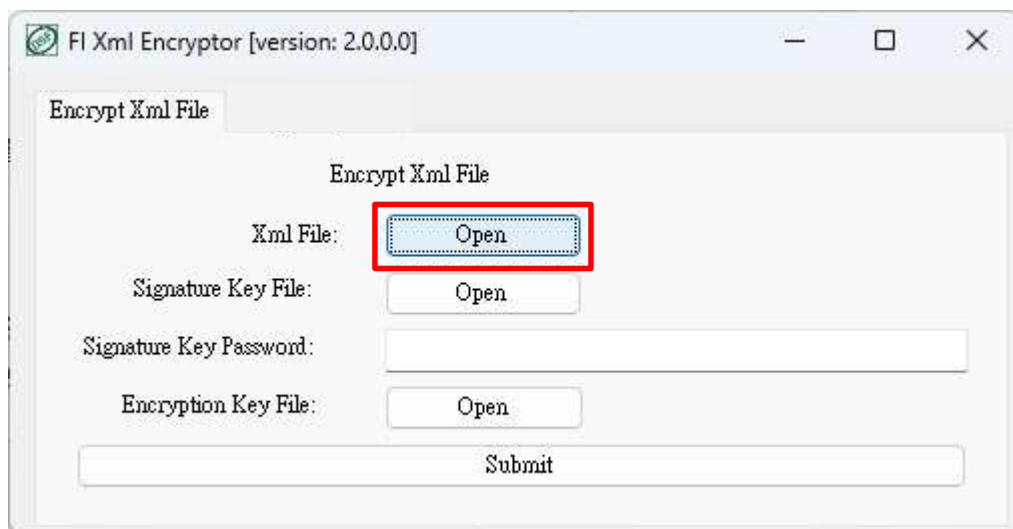 FI Xml Encryptor [version: 2.0.0.0]
Encrypt Xml File
Encrypt Xml File
Xml File: Open
Signature Key File: Open
Signature Key Password:
Encryption Key File: Open
Submit